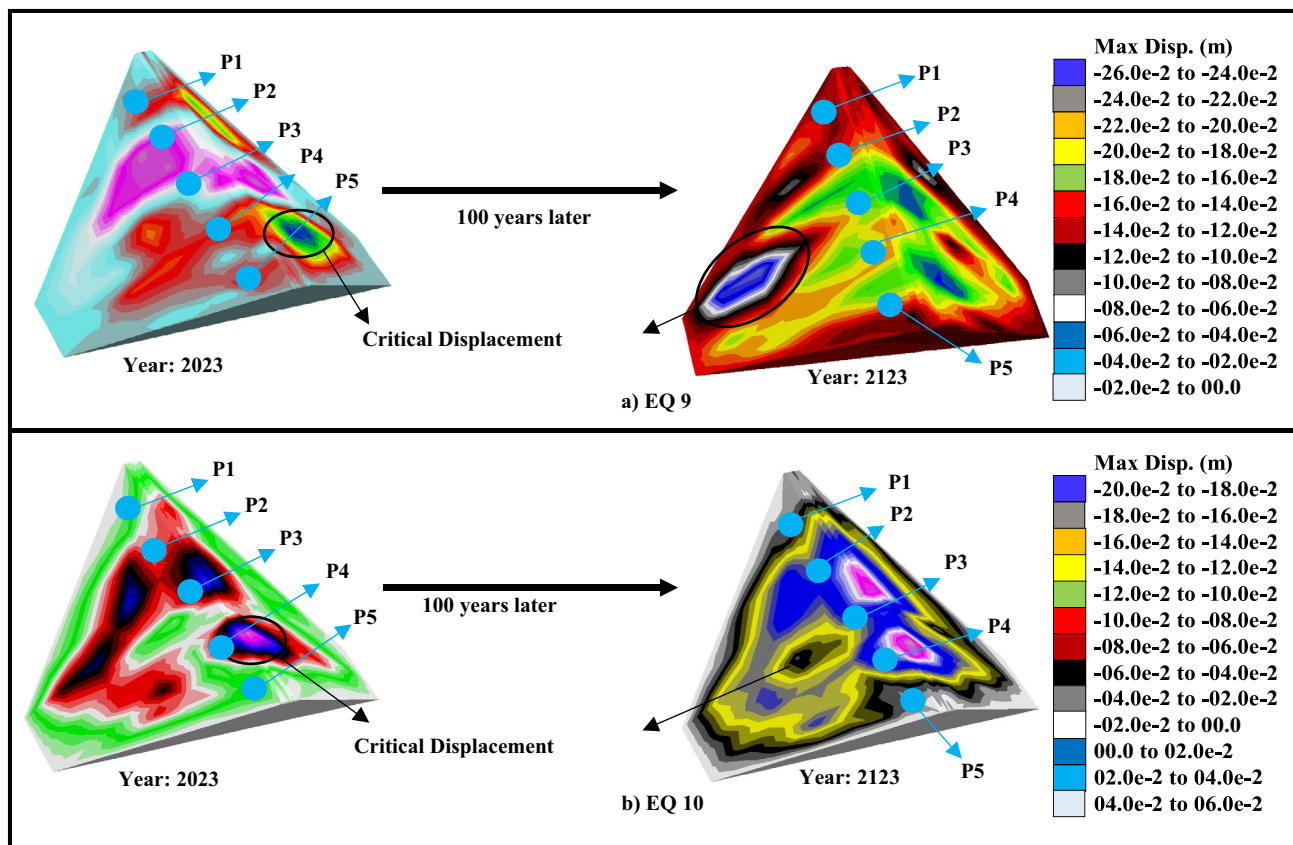 P1
P2
P3
P4
P5
100 years later
Critical Displacement
Year: 2023
P1
P2
P3
P4
P5
Year: 2123
a) EQ 9
Max Disp. (m)
-26.0e-2 to -24.0e-2
-24.0e-2 to -22.0e-2
-22.0e-2 to -20.0e-2
-20.0e-2 to -18.0e-2
-18.0e-2 to -16.0e-2
-16.0e-2 to -14.0e-2
-14.0e-2 to -12.0e-2
-12.0e-2 to -10.0e-2
-10.0e-2 to -08.0e-2
-08.0e-2 to -06.0e-2
-06.0e-2 to -04.0e-2
-04.0e-2 to -02.0e-2
-02.0e-2 to 00.0
P1
P2
P3
P4
P5
100 years later
Critical Displacement
Year: 2023
P1
P2
P3
P4
P5
Year: 2123
b) EQ 10
Max Disp. (m)
-20.0e-2 to -18.0e-2
-18.0e-2 to -16.0e-2
-16.0e-2 to -14.0e-2
-14.0e-2 to -12.0e-2
-12.0e-2 to -10.0e-2
-10.0e-2 to -08.0e-2
-08.0e-2 to -06.0e-2
-06.0e-2 to -04.0e-2
-04.0e-2 to -02.0e-2
-02.0e-2 to 00.0
00.0 to 02.0e-2
02.0e-2 to 04.0e-2
04.0e-2 to 06.0e-2